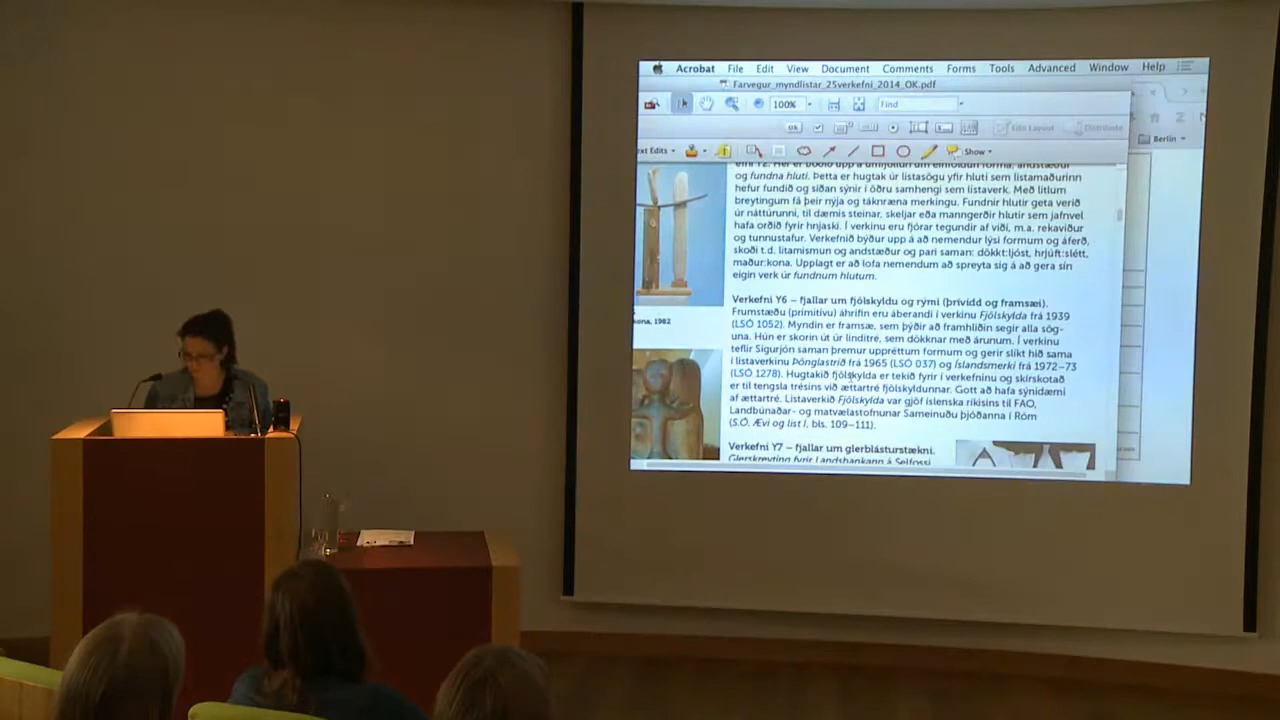 Acrobat File Edit View Document Comments Forms Tools Advanced Window Help
Farvegur_myndlistar_25verkefni_2014_OK.pdf
100% Find
Edit Layout Distribute
ext Edits Show
Berlin
og fundna hluti. Þetta er hugtak úr listasögu yfir hluti sem listamaðurinn
hefur fundið og síðan sýnir í öðru samhengi sem listaverk. Með litlum
breytingum fá þeir nýja og táknræna merkingu. Fundnir hlutir geta verið
úr náttúrunni, til dæmis steinar, skeljar eða manngerðir hlutir sem jafnvel
hafa orðið fyrir hnjaski. Í verkinu eru fjórar tegundir af viði, m.a. rekaviður
og tunnustafur. Verkefnið býður upp á að nemendur lýsi formum og áferð,
skoði t.d. litamismun og andstæður og pari saman: dökkt:ljóst, hrjúft:slétt,
maður:kona. Upplagt er að lofa nemendum að spreyta sig á að gera sín
eigin verk úr fundnum hlutum.
kona, 1982
Verkefni Y6 – fjallar um fjölskyldu og rými (þrívídd og framsæi).
Frumstæðu (prímitívu) áhrifin eru áberandi í verkinu Fjölskylda frá 1939
(LSÓ 1052). Myndin er framsæ, sem þýðir að framhliðin segir alla sög-
una. Hún er skorin út úr linditré, sem dökknar með árunum. Í verkinu
teflir Sigurjón saman þremur uppréttum formum og gerir slíkt hið sama
í listaverkinu Þönglastríð frá 1965 (LSÓ 037) og Íslandsmerki frá 1972–73
(LSÓ 1278). Hugtakið fjölskylda er tekið fyrir í verkefninu og skírskotað
er til tengsla trésins við ættartré fjölskyldunnar. Gott að hafa sýnidæmi
af ættartré. Listaverkið Fjölskylda var gjöf íslenska ríkisins til FAO,
Landbúnaðar- og matvælastofnunar Sameinuðu þjóðanna í Róm
(S.Ó. Ævi og list I, bls. 109–111).
Verkefni Y7 – fjallar um glerblásturstækni.
Glerskreyting fyrir Landsbankann á Selfossi